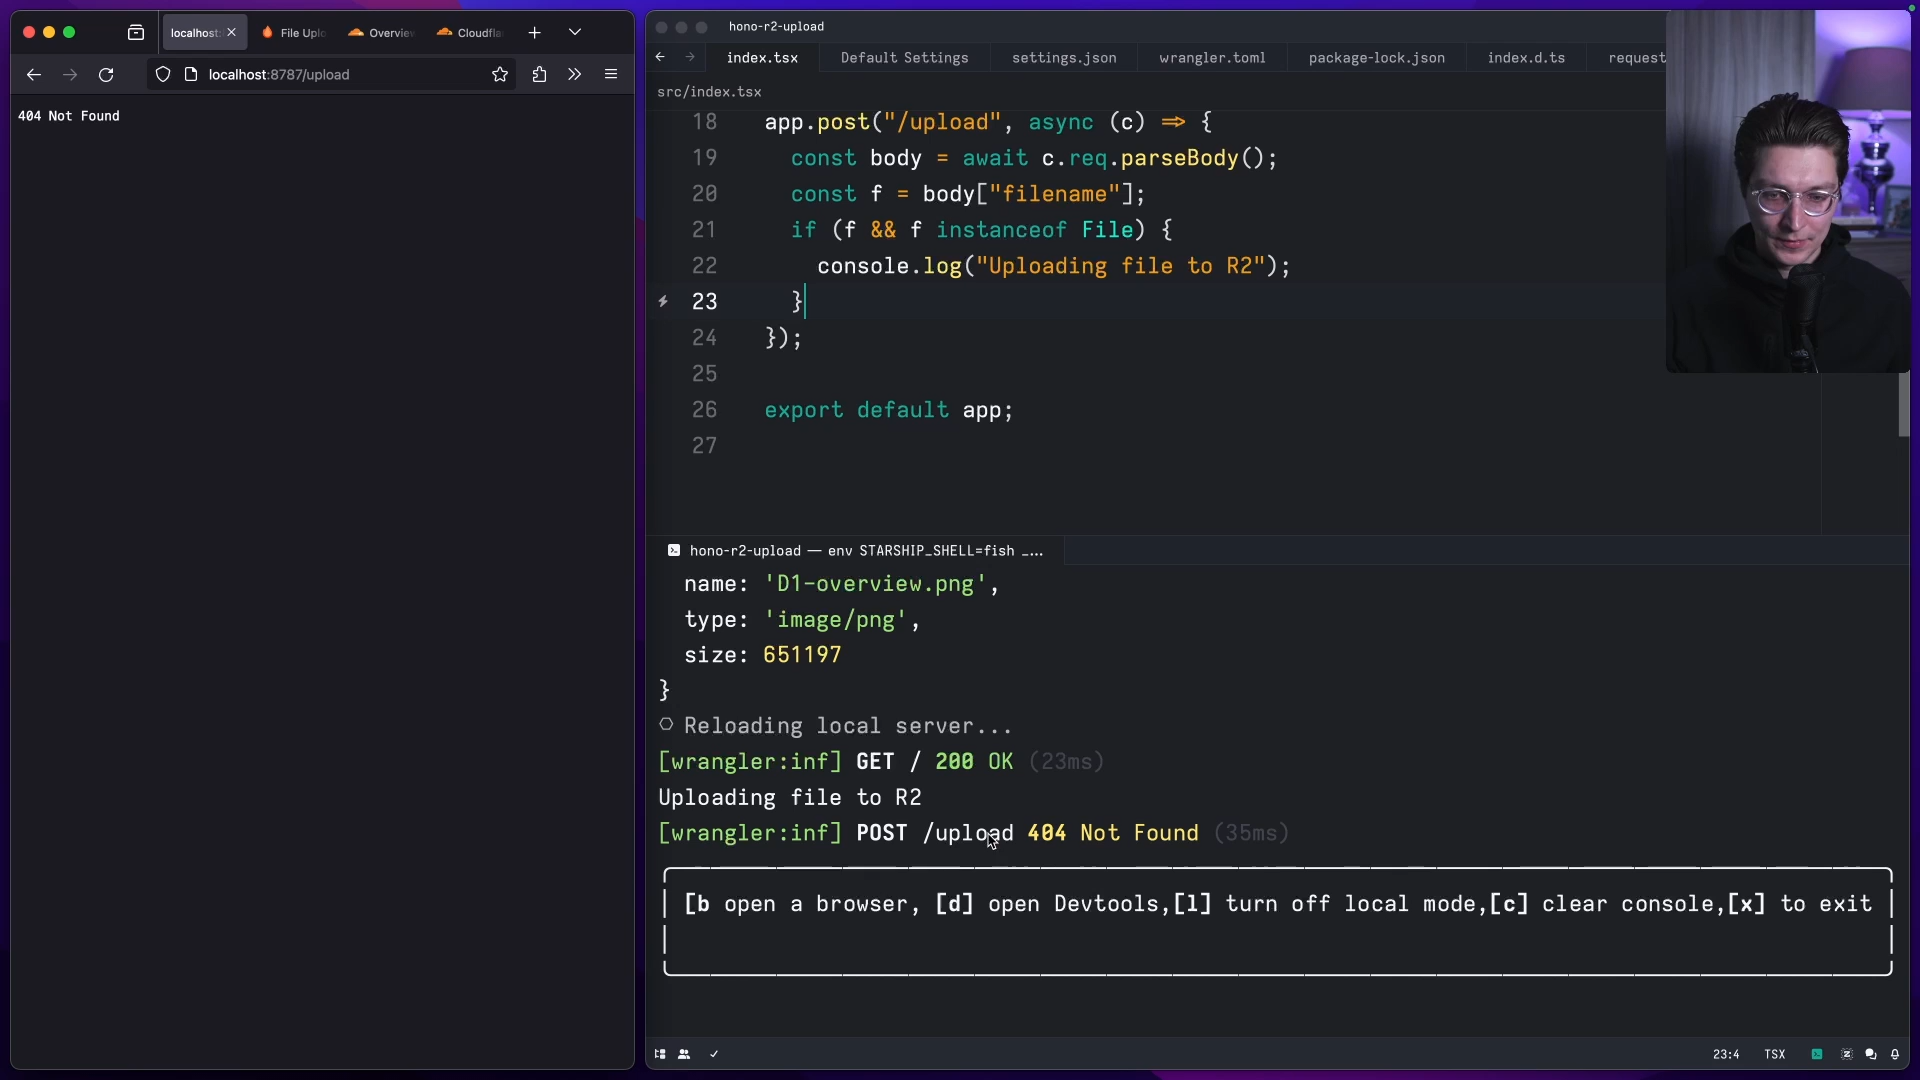 localhost:
File Uplo
Overvie
Cloudfla
localhost:8787/upload
404 Not Found
hono-r2-upload
index.tsx
Default Settings
settings.json
wrangler.toml
package-lock.json
index.d.ts
request
src/index.tsx
18 app.post("/upload", async (c) => {
19 const body = await c.req.parseBody();
20 const f = body["filename"];
21 if (f && f instanceof File) {
22 console.log("Uploading file to R2");
23 }
24 });
25
26 export default app;
27
hono-r2-upload — env STARSHIP_SHELL=fish _...
name: 'D1-overview.png',
type: 'image/png',
size: 651197
}
Reloading local server...
[wrangler:inf] GET / 200 OK (23ms)
Uploading file to R2
[wrangler:inf] POST /upload 404 Not Found (35ms)
[b open a browser, [d] open Devtools,[l] turn off local mode,[c] clear console,[x] to exit
23:4
TSX